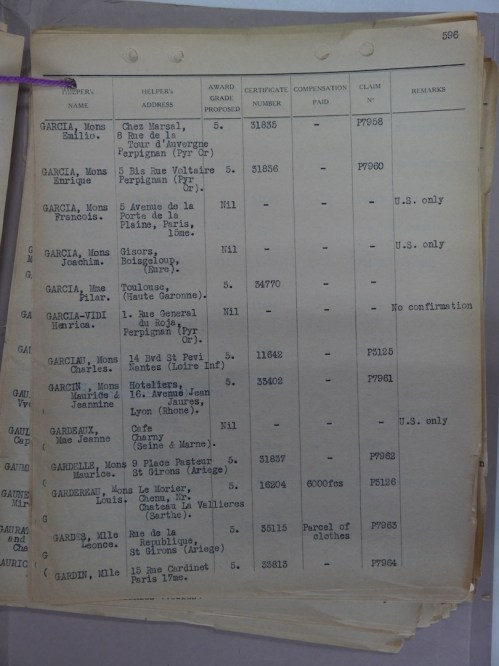 596
HELPER's NAME HELPER's ADDRESS AWARD GRADE PROPOSED CERTIFICATE NUMBER COMPENSATION PAID CLAIM N° REMARKS
GARCIA, Mons Chez Marsal, 5. 31835 - P7958
Emilio. 8 Rue de la
Tour d'Auvergne
Perpignan (Pyr Or)
GARCIA, Mons 5 Bis Rue Voltaire 5. 31836 - P7960
Enrique Perpignan (Pyr
Or).
GARCIA, Mons 5 Avenue de la Nil - - - U.S. only
Francois. Porte de la
Plaine, Paris,
15me.
GARCIA, Mons Gisors, Nil - - - U.S. only
Joachim. Boisgeloup,
(Eure).
GARCIA, Mme Toulouse, 5. 34770 - -
Pilar. (Haute Garonne).
GARCIA-VIDI 1. Rue General Nil - - - No confirmation
Henrica. du Roja,
Perpignan (Pyr
Or).
GARCIAU, Mons 14 Bvd St Pevi 5. 11642 - P3125
Charles. Nantes (Loire Inf)
GARCIN, Mons Hoteliers, 5. 33402 - P7961
Maurice & 16. Avenue Jean
Jeannine Jaures,
Lyon (Rhone).
GARDEAUX, Cafe Nil - - - U.S. only
Mme Jeanne Charny
(Seine & Marne).
GARDELLE, Mons 9 Place Pasteur 5. 31837 - P7962
Maurice. St Girons (Ariege)
GARDEREAU, Mons Le Morier, 5. 16204 6000fcs P5126
Louis. Chenu, Nr.
Chateau La Vallieres
(Sarthe).
GARDES, Mlle Rue de la 5. 35115 Parcel of P7963
Leonce. Republique, clothes
St Girons (Ariege)
GARDIN, Mlle 15 Rue Cardinet 5. 33813 - P7964
Paris 17me.